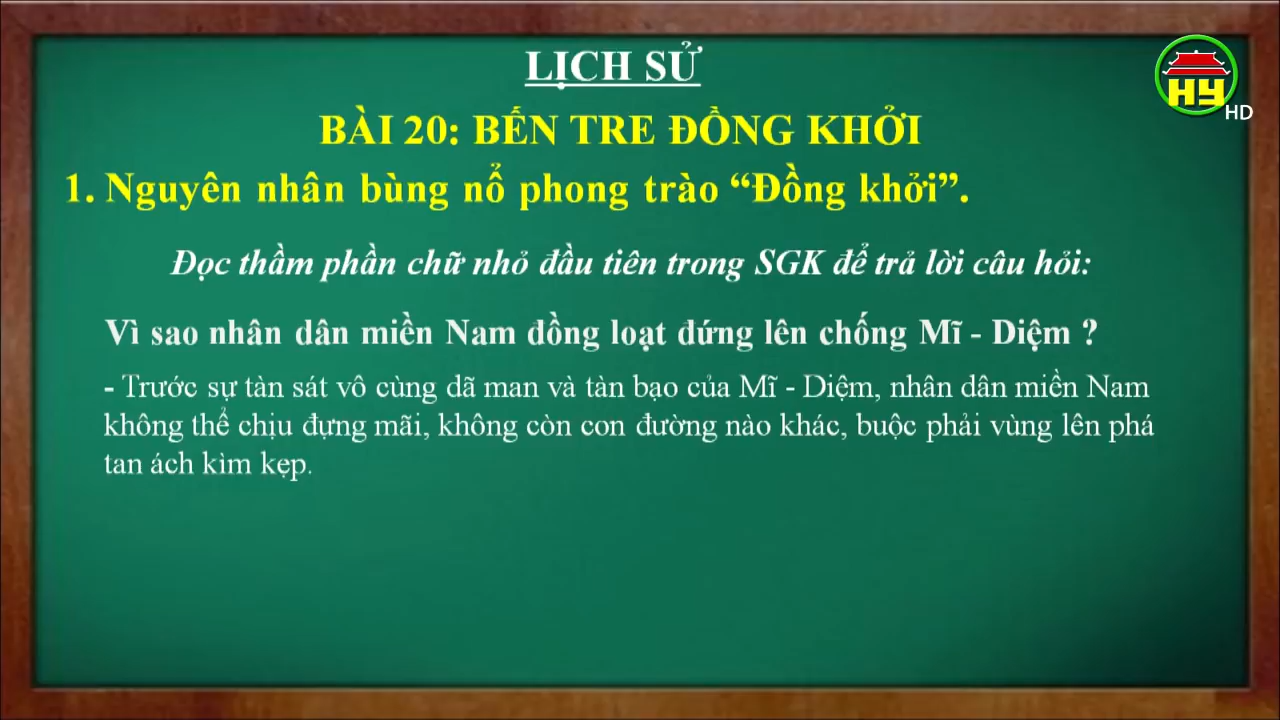 LỊCH SỬ
HY
HD
BÀI 20: BẾN TRE ĐỒNG KHỞI
1. Nguyên nhân bùng nổ phong trào “Đồng khởi”.
Đọc thầm phần chữ nhỏ đầu tiên trong SGK để trả lời câu hỏi:
Vì sao nhân dân miền Nam đồng loạt đứng lên chống Mĩ - Diệm ?
- Trước sự tàn sát vô cùng dã man và tàn bạo của Mĩ - Diệm, nhân dân miền Nam
không thể chịu đựng mãi, không còn con đường nào khác, buộc phải vùng lên phá
tan ách kìm kẹp.